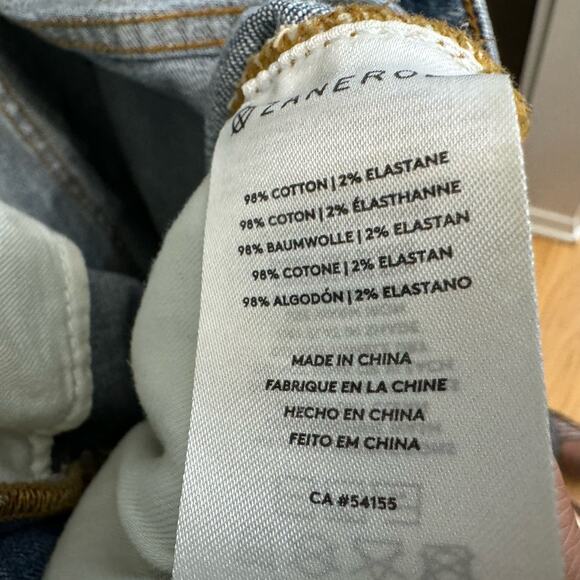 98% COTTON | 2% ELASTANE
98% COTON | 2% ÉLASTHANNE
98% BAUMWOLLE | 2% ELASTAN
98% COTONE | 2% ELASTAN
98% ALGODÓN | 2% ELASTANO
MADE IN CHINA
FABRIQUE EN LA CHINE
HECHO EN CHINA
FEITO EM CHINA
CA #54155